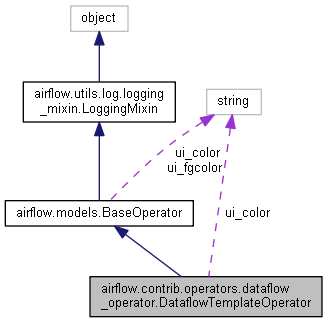 object
airflow.utils.log.logging
_mixin.LoggingMixin
string
ui_color
ui_fgcolor
airflow.models.BaseOperator
ui_color
airflow.contrib.operators.dataflow
_operator.DataflowTemplateOperator